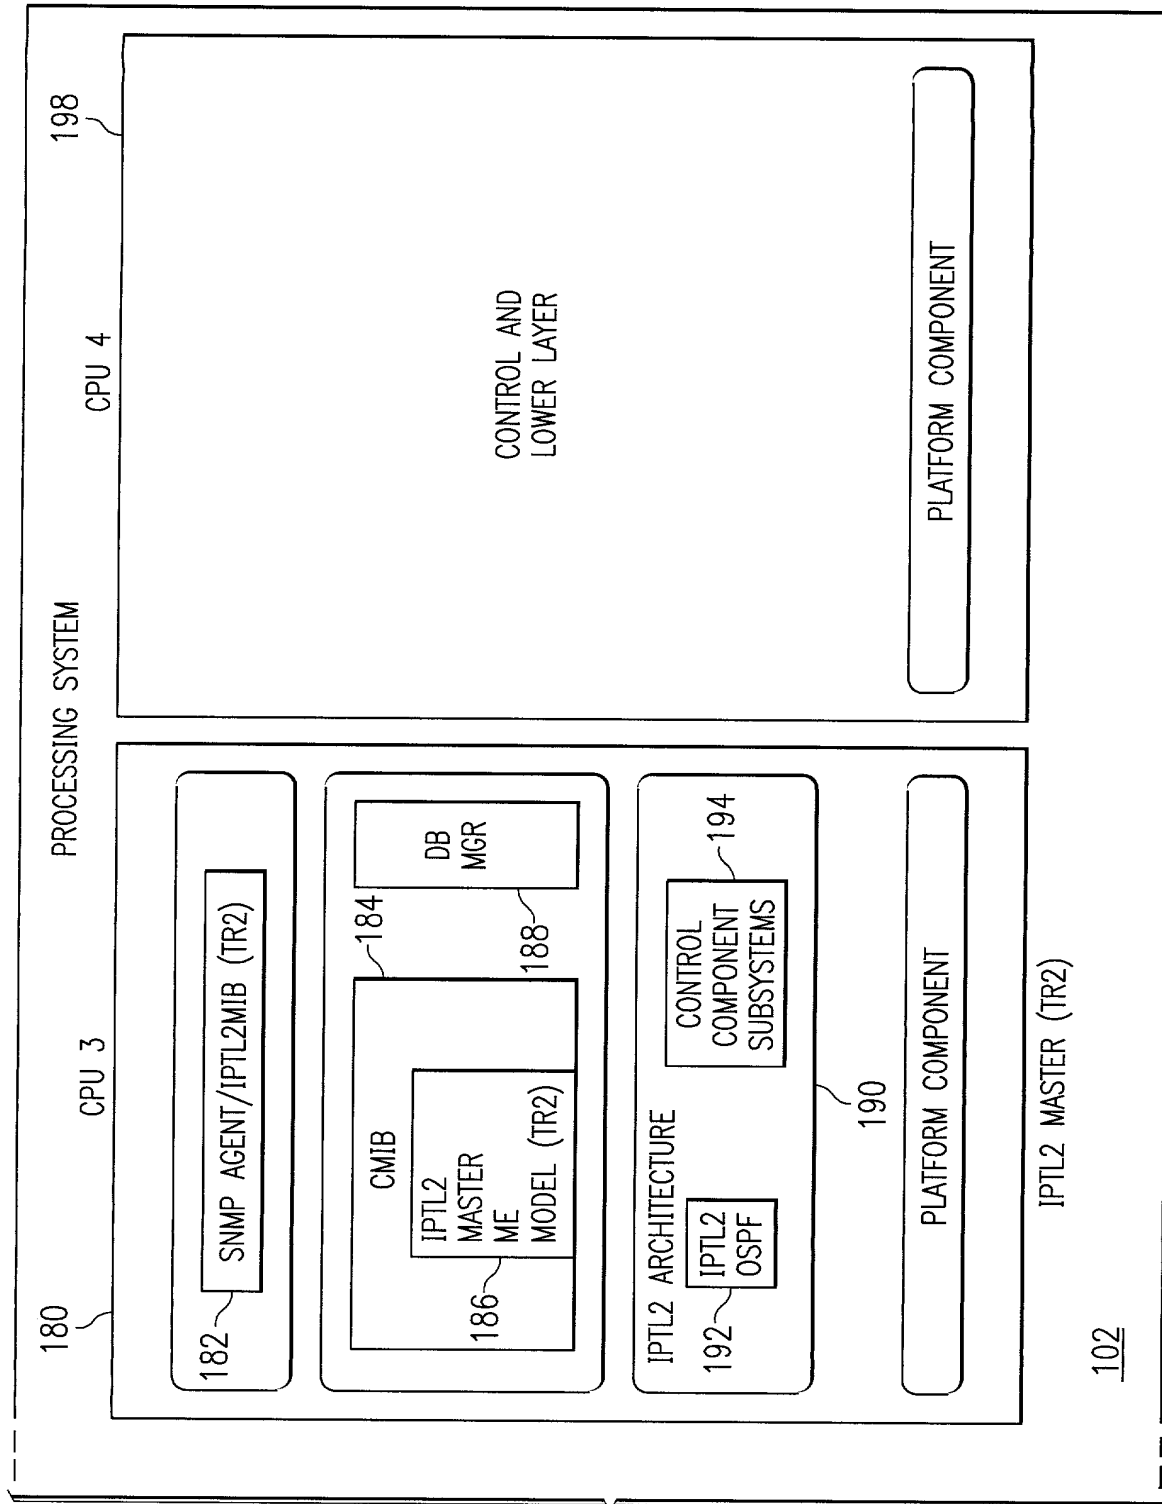 PROCESSING SYSTEM
CPU 3
180
182
SNMP AGENT/IPTL2MIB (TR2)
CMIB
184
IPTL2
MASTER
ME
MODEL (TR2)
186
DB
MGR
188
IPTL2 ARCHITECTURE
IPTL2
OSPF
192
CONTROL
COMPONENT
SUBSYSTEMS
194
190
PLATFORM COMPONENT
IPTL2 MASTER (TR2)
CPU 4
198
CONTROL AND
LOWER LAYER
PLATFORM COMPONENT
102